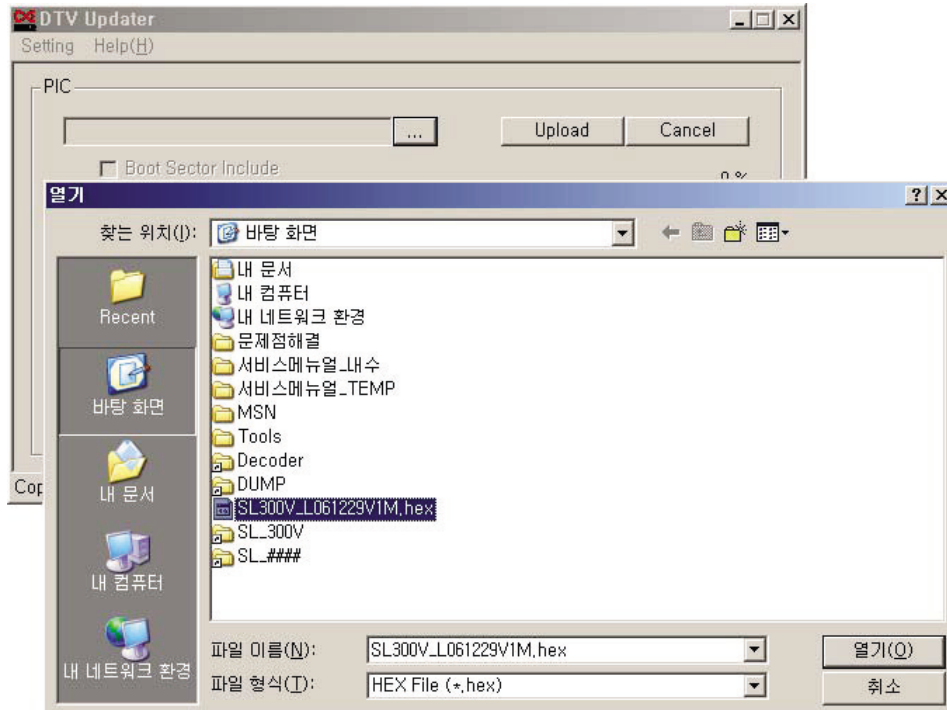 DTV Updater
Setting Help(H)
PIC
...
Upload
Cancel
Boot Sector Include
0 %
열기
찾는 위치(I):
바탕 화면
Recent
바탕 화면
내 문서
내 컴퓨터
내 네트워크 환경
내 문서
내 컴퓨터
내 네트워크 환경
문제점해결
서비스메뉴얼_내수
서비스메뉴얼_TEMP
MSN
Tools
Decoder
DUMP
SL300V_L061229V1M.hex
SL_300V
SL_####
Cop
파일 이름(N):
SL300V_L061229V1M.hex
열기(O)
파일 형식(T):
HEX File (*.hex)
취소